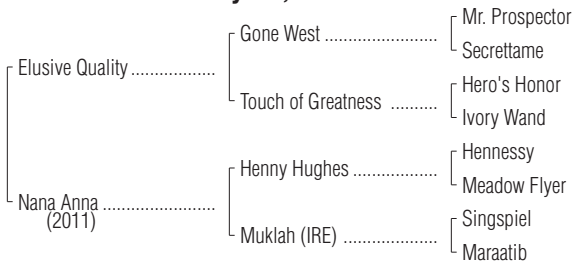 Mr. Prospector
Gone West ........................
Secrettame
Elusive Quality ..................
Hero's Honor
Touch of Greatness ..........
Ivory Wand
Hennessy
Henny Hughes ..................
Meadow Flyer
Nana Anna ........................
(2011)
Singspiel
Muklah (IRE) ....................
Maraatib